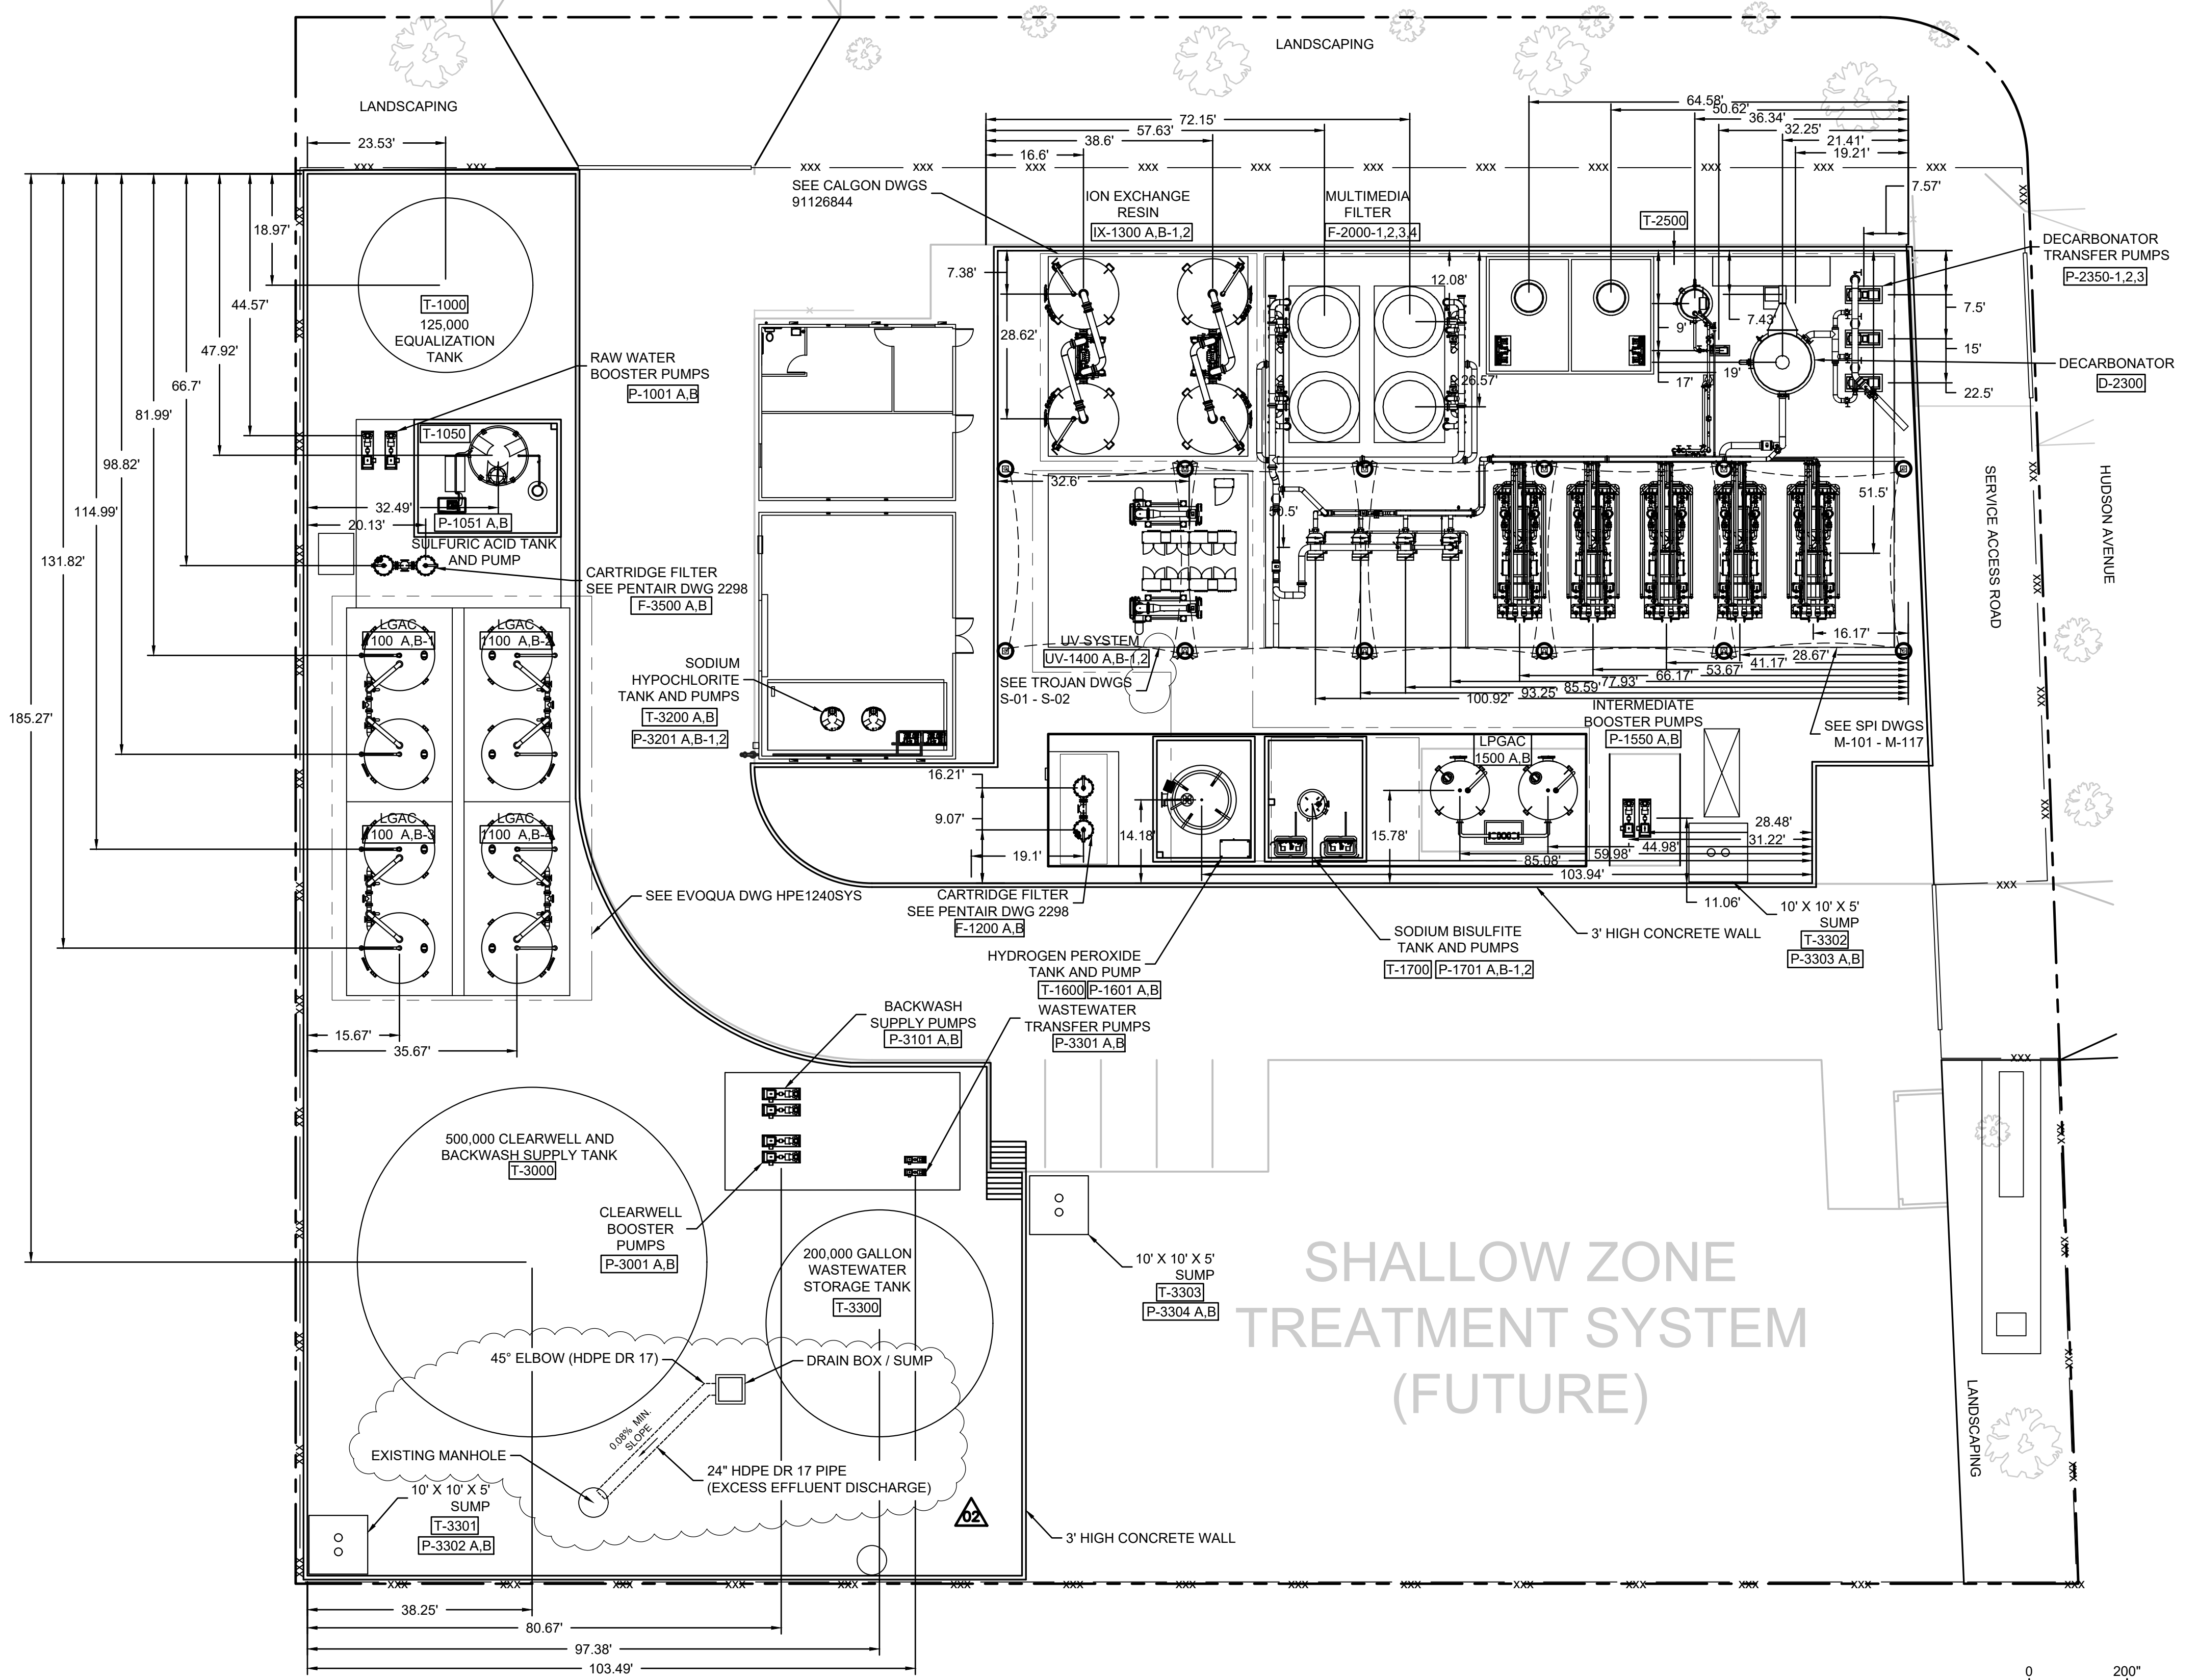 LANDSCAPING
LANDSCAPING
23.53'
64.58'
50.62'
36.34'
32.25'
21.41'
19.21'
7.57'
72.15'
57.63'
38.6'
16.6'
XXX XXX XXX XXX XXX XXX XXX XXX XXX XXX XXX XXX XXX
SEE CALGON DWGS
91126844
ION EXCHANGE
RESIN
IX-1300 A,B-1,2
MULTIMEDIA
FILTER
F-2000-1,2,3,4
T-2500
DECARBONATOR
TRANSFER PUMPS
P-2350-1,2,3
DECARBONATOR
D-2300
18.97'
44.57'
47.92'
66.7'
81.99'
98.82'
114.99'
131.82'
185.27'
T-1000
125,000
EQUALIZATION
TANK
RAW WATER
BOOSTER PUMPS
P-1001 A,B
T-1050
32.49'
20.13'
P-1051 A,B
SULFURIC ACID TANK
AND PUMP
CARTRIDGE FILTER
SEE PENTAIR DWG 2298
F-3500 A,B
7.38'
28.62'
12.08'
26.57'
9'
17'
19'
7.43'
7.5'
15'
22.5'
51.5'
32.6'
50.5'
SERVICE ACCESS ROAD
HUDSON AVENUE
LGAC
1100 A,B-1
LGAC
1100 A,B-2
LGAC
1100 A,B-3
LGAC
1100 A,B-4
SODIUM
HYPOCHLORITE
TANK AND PUMPS
T-3200 A,B
P-3201 A,B-1,2
UV SYSTEM
UV-1400 A,B-1,2
SEE TROJAN DWGS
S-01 - S-02
16.17'
28.67'
41.17'
53.67'
66.17'
77.93'
85.59'
93.25'
100.92'
INTERMEDIATE
BOOSTER PUMPS
P-1550 A,B
SEE SPI DWGS
M-101 - M-117
LPGAC
1500 A,B
16.21'
9.07'
19.1'
14.18'
15.78'
28.48'
31.22'
44.98'
59.98'
85.08'
103.94'
11.06'
SEE EVOQUA DWG HPE1240SYS
CARTRIDGE FILTER
SEE PENTAIR DWG 2298
F-1200 A,B
HYDROGEN PEROXIDE
TANK AND PUMP
T-1600 P-1601 A,B
SODIUM BISULFITE
TANK AND PUMPS
T-1700 P-1701 A,B-1,2
3' HIGH CONCRETE WALL
10' X 10' X 5'
SUMP
T-3302
P-3303 A,B
15.67'
35.67'
BACKWASH
SUPPLY PUMPS
P-3101 A,B
WASTEWATER
TRANSFER PUMPS
P-3301 A,B
500,000 CLEARWELL AND
BACKWASH SUPPLY TANK
T-3000
CLEARWELL
BOOSTER
PUMPS
P-3001 A,B
200,000 GALLON
WASTEWATER
STORAGE TANK
T-3300
10' X 10' X 5'
SUMP
T-3303
P-3304 A,B
SHALLOW ZONE
TREATMENT SYSTEM
(FUTURE)
45° ELBOW (HDPE DR 17)
DRAIN BOX / SUMP
0.08% MIN.
SLOPE
EXISTING MANHOLE
24" HDPE DR 17 PIPE
(EXCESS EFFLUENT DISCHARGE)
10' X 10' X 5'
SUMP
T-3301
P-3302 A,B
02
3' HIGH CONCRETE WALL
LANDSCAPING
38.25'
80.67'
97.38'
103.49'
0 200"